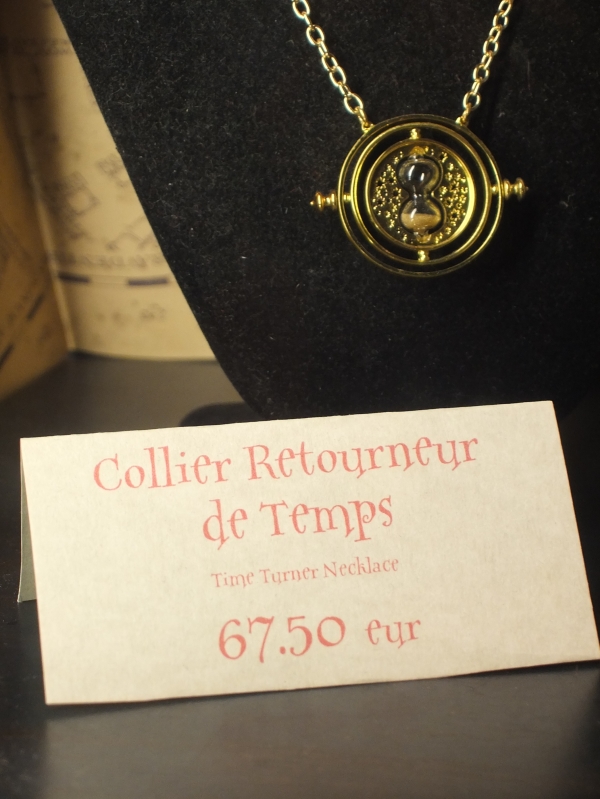 Collier Retourneur
de Temps
Time Turner Necklace
67.50 eur